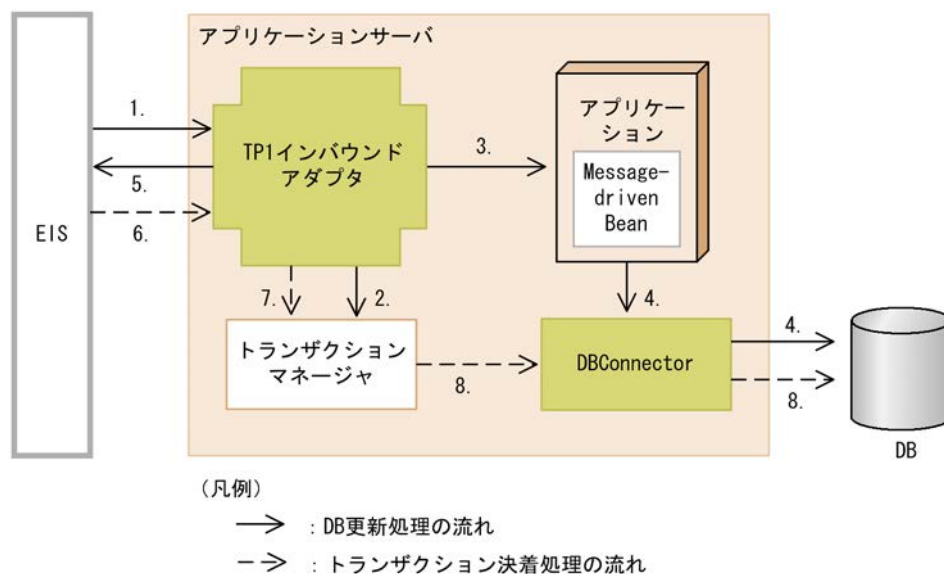 アプリケーションサーバ
1.
TP1インバウンド
アダプタ
5.
6.
EIS
3.
アプリケー
ション
Message-
driven
Bean
7.
2.
4.
トランザクション
マネージャ
8.
DBConnector
4.
8.
DB
(凡例)
:DB更新処理の流れ
:トランザクション決着処理の流れ